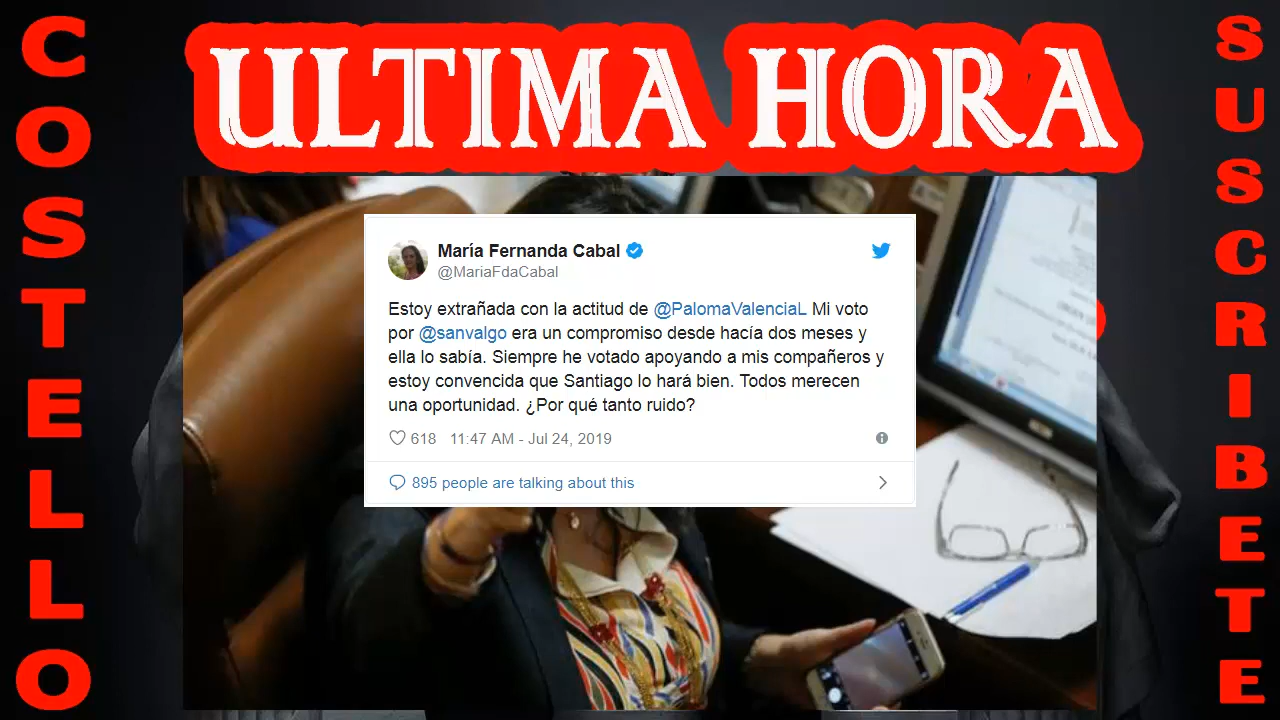 COSTELLO
ULTIMA HORA
SUSCRIBETE
María Fernanda Cabal
@MariaFdaCabal
Estoy extrañada con la actitud de @PalomaValenciaL Mi voto
por @sanvalgo era un compromiso desde hacía dos meses y
ella lo sabía. Siempre he votado apoyando a mis compañeros y
estoy convencida que Santiago lo hará bien. Todos merecen
una oportunidad. ¿Por qué tanto ruido?
618 11:47 AM - Jul 24, 2019
895 people are talking about this